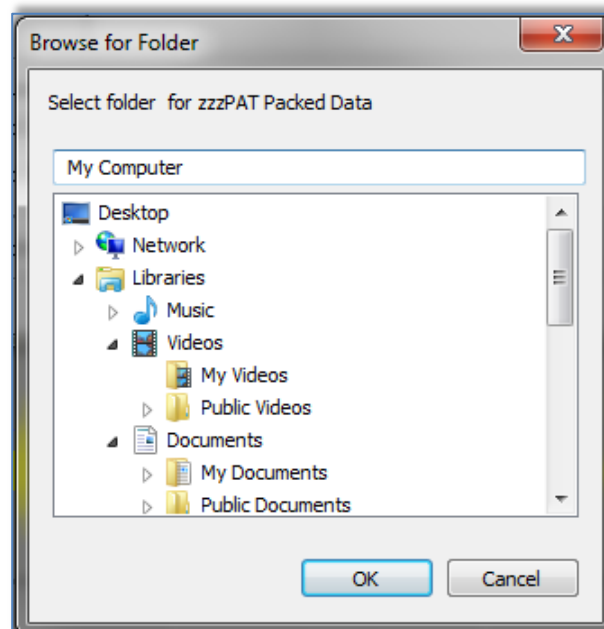 Browse for Folder
Select folder  for zzzPAT Packed Data
My Computer
Desktop
Network
Libraries
Music
Videos
My Videos
Public Videos
Documents
My Documents
Public Documents
OK
Cancel